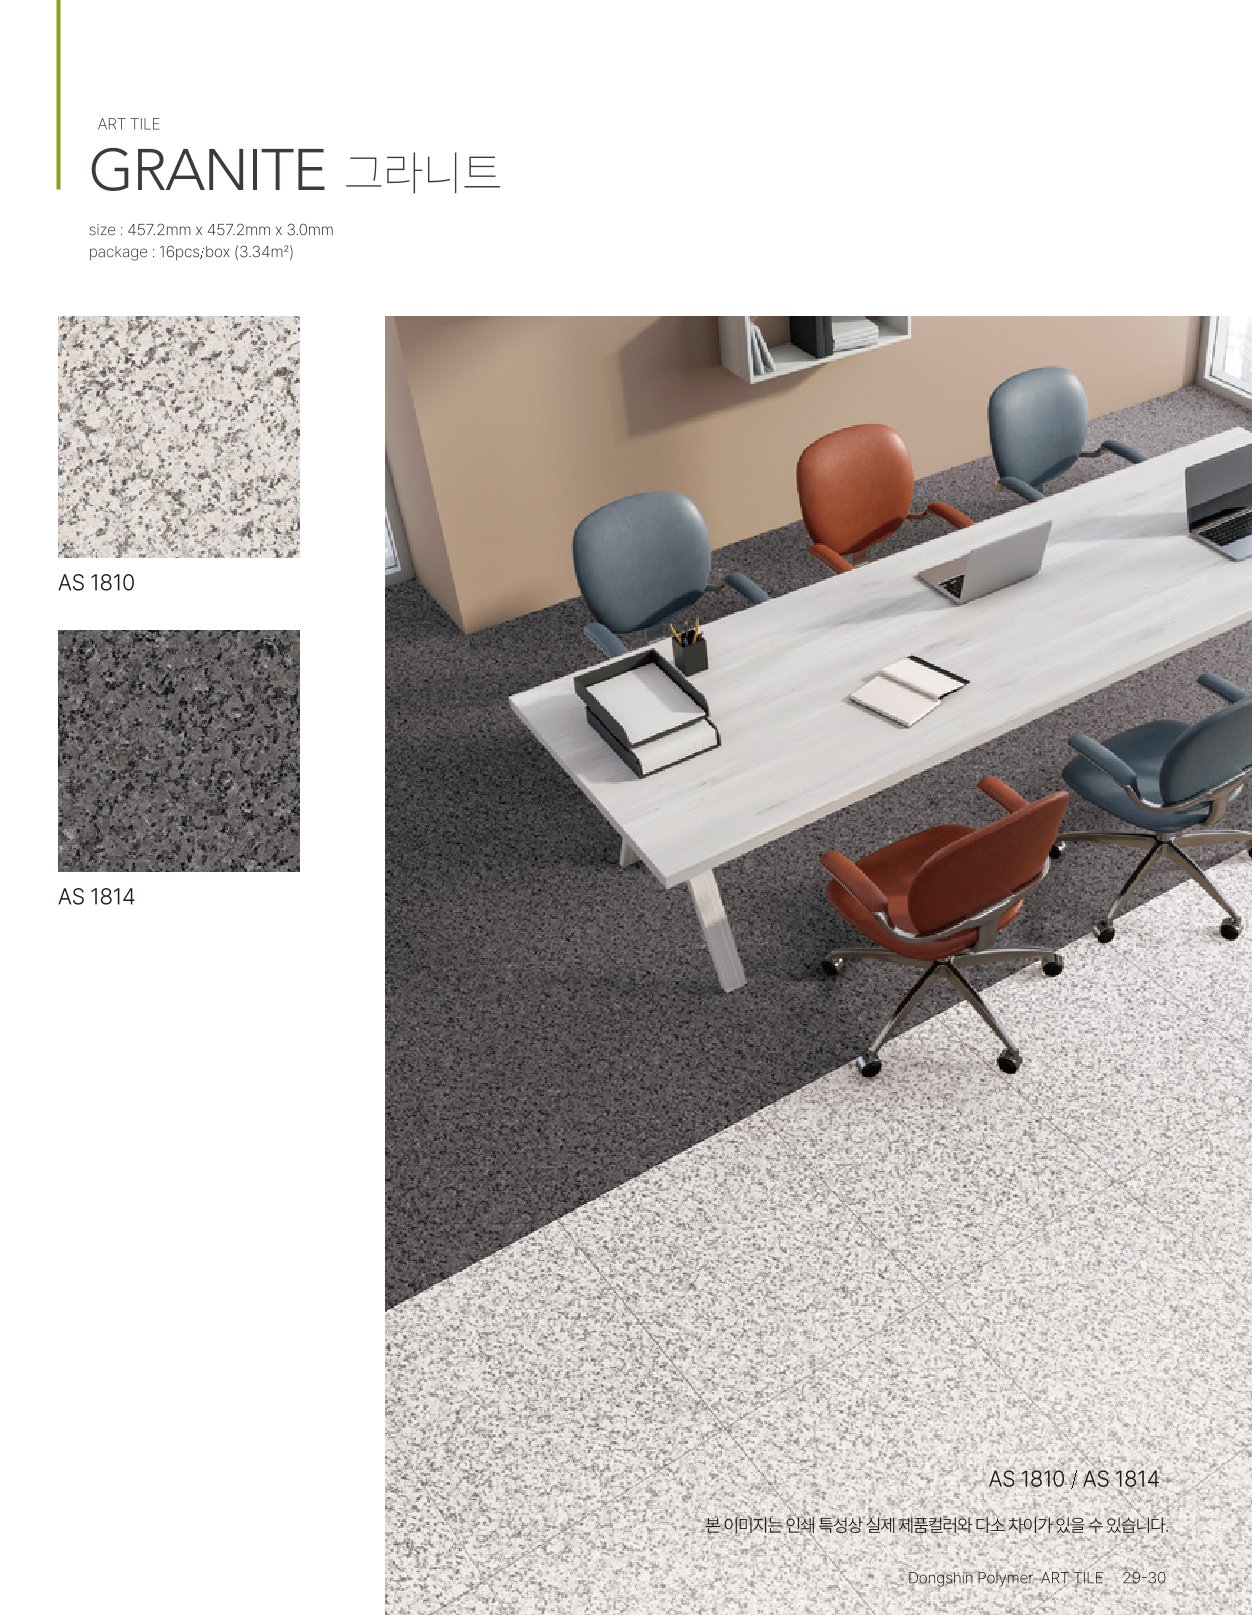 ART TILE
GRANITE 그라니트
size : 457.2mm x 457.2mm x 3.0mm
package : 16pcs;box (3.34m²)
AS 1810
AS 1814
AS 1810 / AS 1814
본 이미지는 인쇄 특성상 실제 제품컬러와 다소 차이가 있을 수 있습니다.
Dongshin Polymer ART TILE 29-30